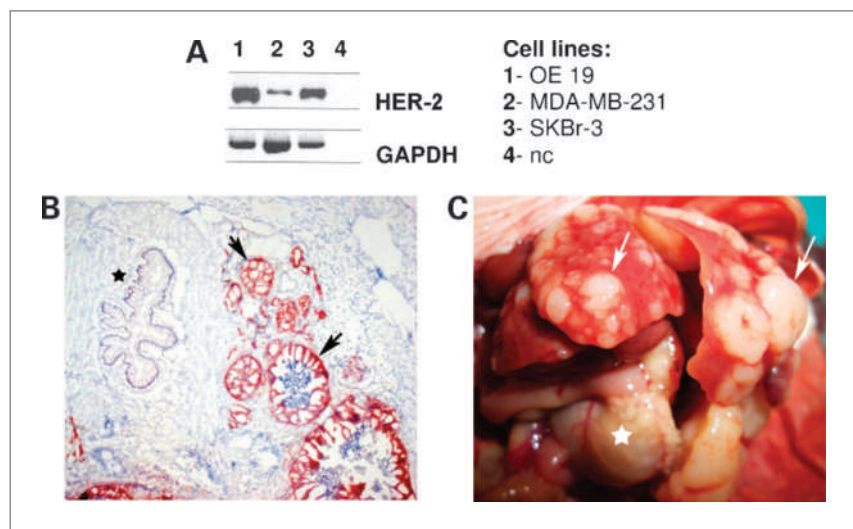 A 1 2 3 4
HER-2
GAPDH
Cell lines:
1- OE 19
2- MDA-MB-231
3- SKBr-3
4- nc
B
C